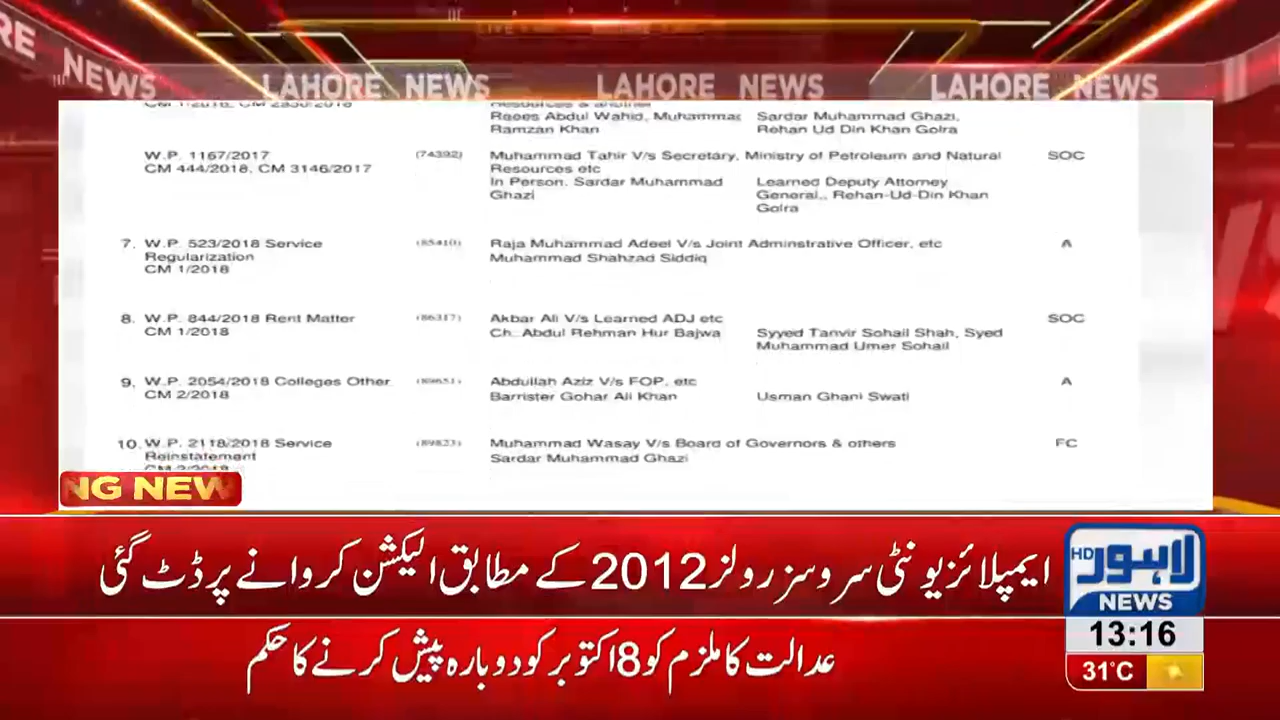 LAHORE NEWS LAHORE NEWS LAHORE NEWS
Raees Abdul Wahid, Muhammad Sardar Muhammad Ghazi,
Ramzan Khan Rehan Ud Din Khan Golra
W.P. 1167/2017 (74392) Muhammad Tahir V/s Secretary, Ministry of Petroleum and Natural SOC
CM 444/2018, CM 3146/2017 Resources etc
In Person, Sardar Muhammad Learned Deputy Attorney
Ghazi General,, Rehan-Ud-Din Khan
Golra
7. W.P. 523/2018 Service (85410) Raja Muhammad Adeel V/s Joint Adminstrative Officer, etc A
Regularization Muhammad Shahzad Siddiq
CM 1/2018
8. W.P. 844/2018 Rent Matter (86317) Akbar Ali V/s Learned ADJ etc SOC
CM 1/2018 Ch. Abdul Rehman Hur Bajwa Syyed Tanvir Sohail Shah, Syed
Muhammad Umer Sohail
9. W.P. 2054/2018 Colleges Other (89651) Abdullah Aziz V/s FOP, etc A
CM 2/2018 Barrister Gohar Ali Khan Usman Ghani Swati
10. W.P. 2118/2018 Service (89823) Muhammad Wasay V/s Board of Governors & others FC
Reinstatement Sardar Muhammad Ghazi
NG NEW
ایمپلائز یونٹی سروسز رولز 2012 کے مطابق الیکشن کروانے پر ڈٹ گئی
عدالت کا ملزم کو 8 اکتوبر کو دوبارہ پیش کرنے کا حکم
لاہور HD
NEWS
13:16
31°C